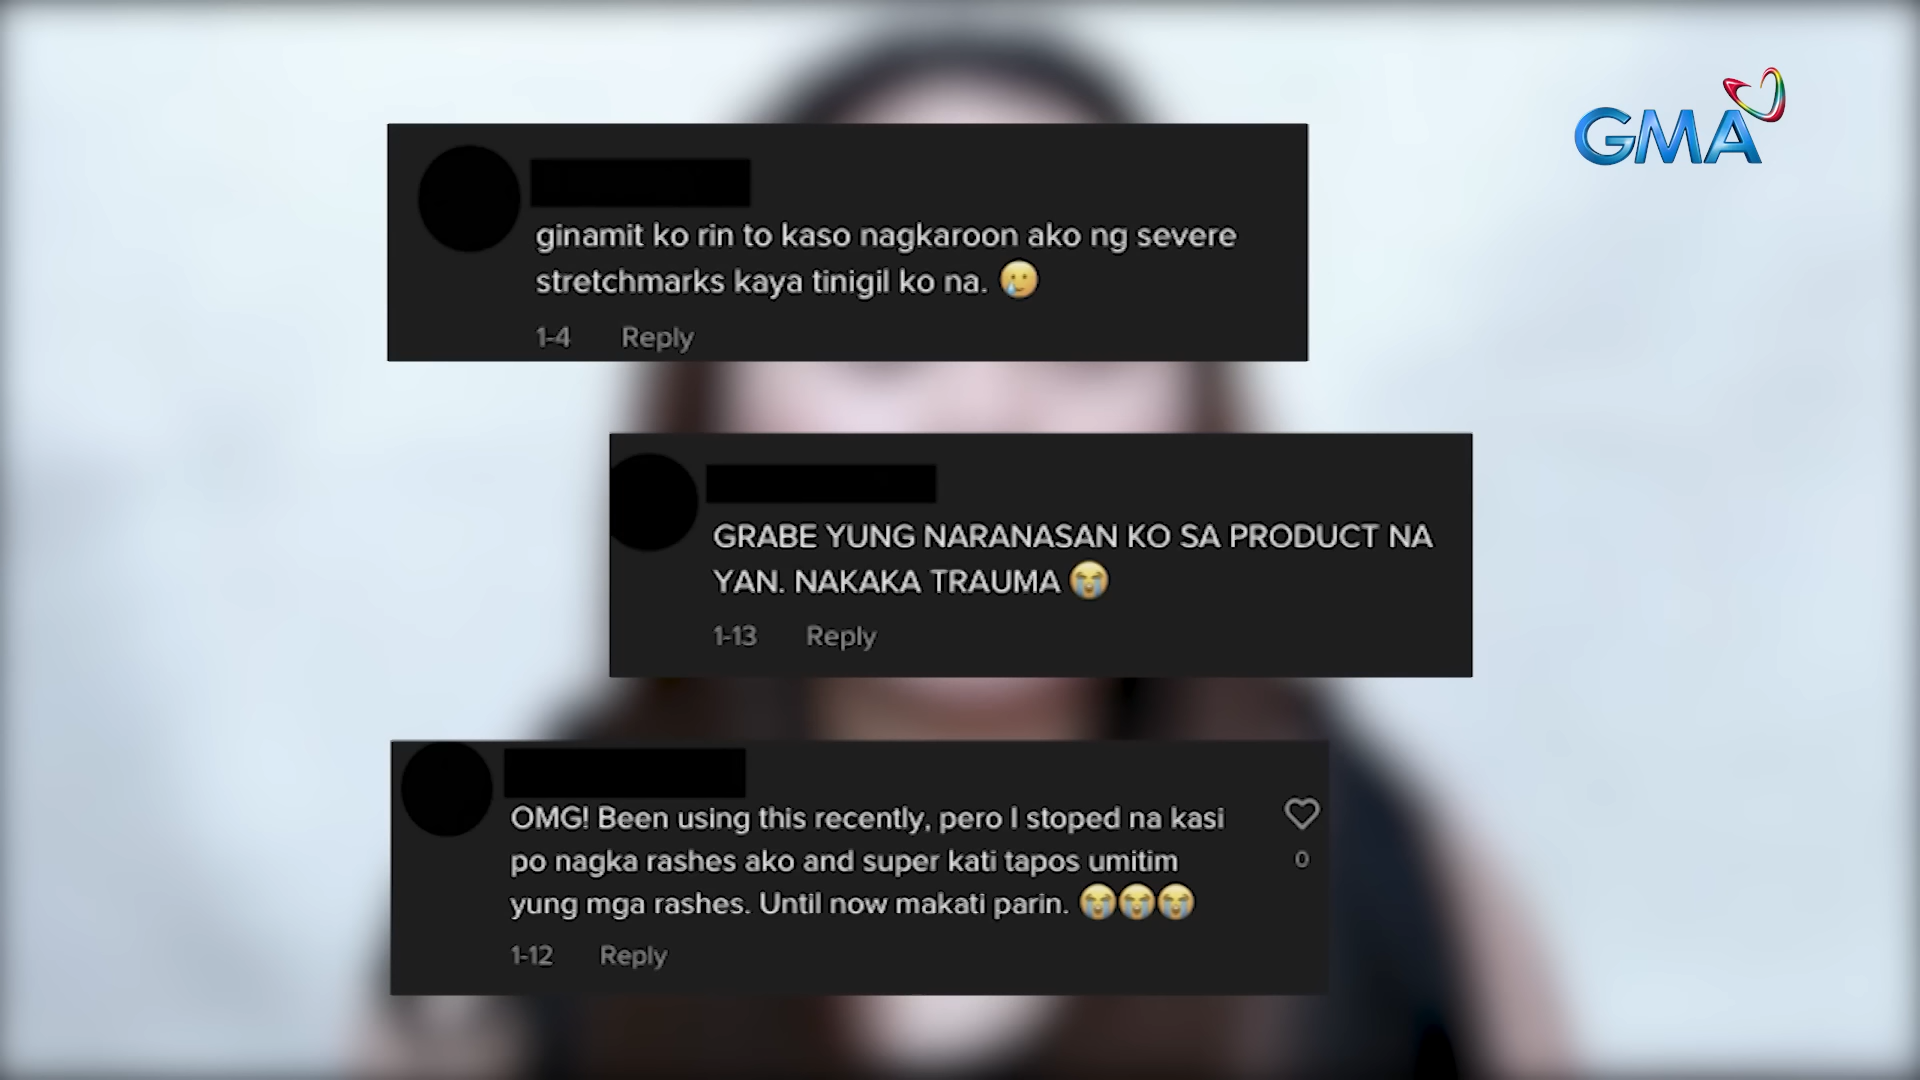 GMA
ginamit ko rin to kaso nagkaroon ako ng severe
stretchmarks kaya tinigil ko na. 🥲
1-4 Reply
GRABE YUNG NARANASAN KO SA PRODUCT NA
YAN. NAKAKA TRAUMA 😭
1-13 Reply
OMG! Been using this recently, pero I stoped na kasi
po nagka rashes ako and super kati tapos umitim
yung mga rashes. Until now makati parin. 😭😭😭
0
1-12 Reply